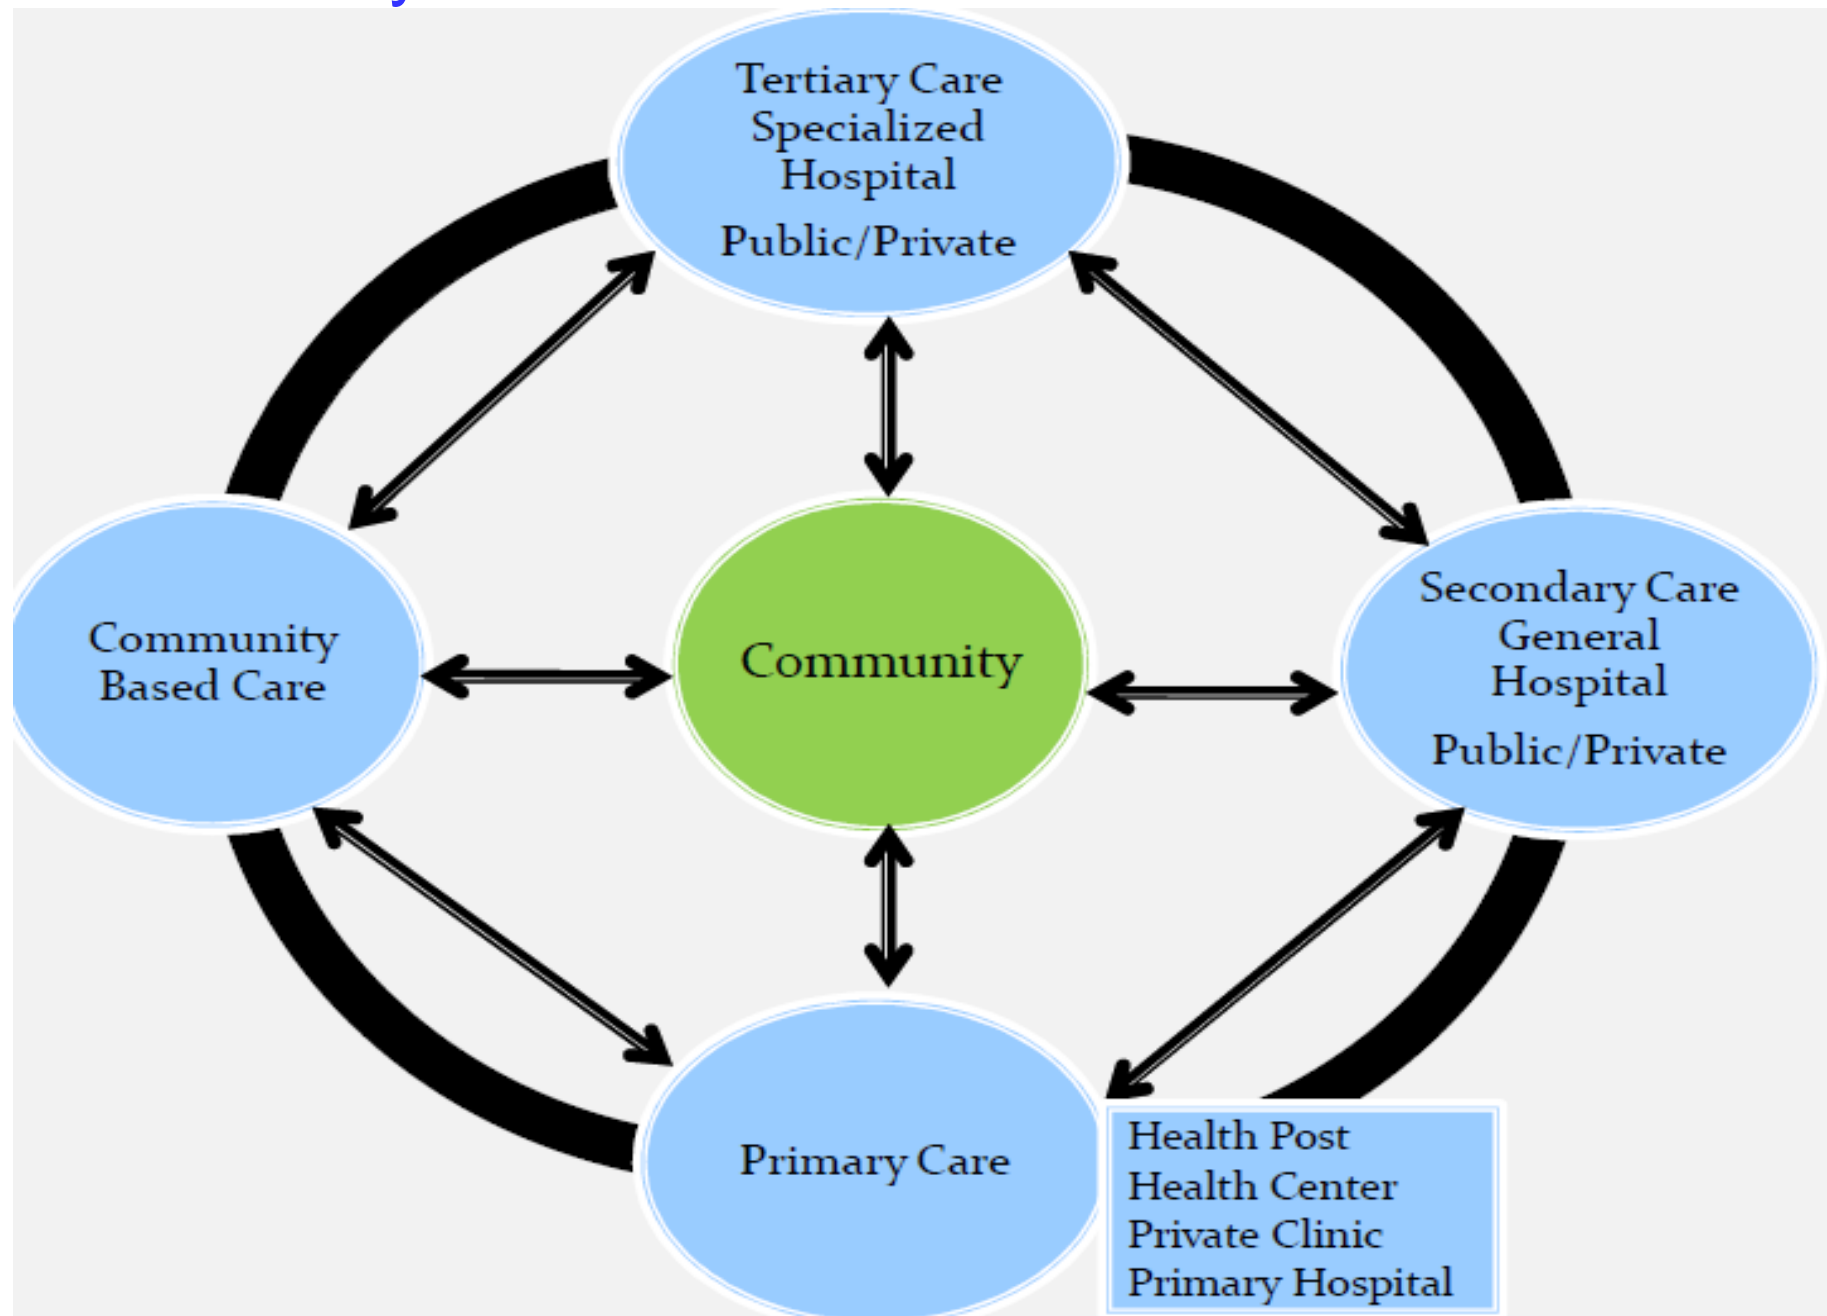 Tertiary Care
Specialized
Hospital
Public/Private
Community
Based Care
Community
Secondary Care
General
Hospital
Public/Private
Primary Care
Health Post
Health Center
Private Clinic
Primary Hospital